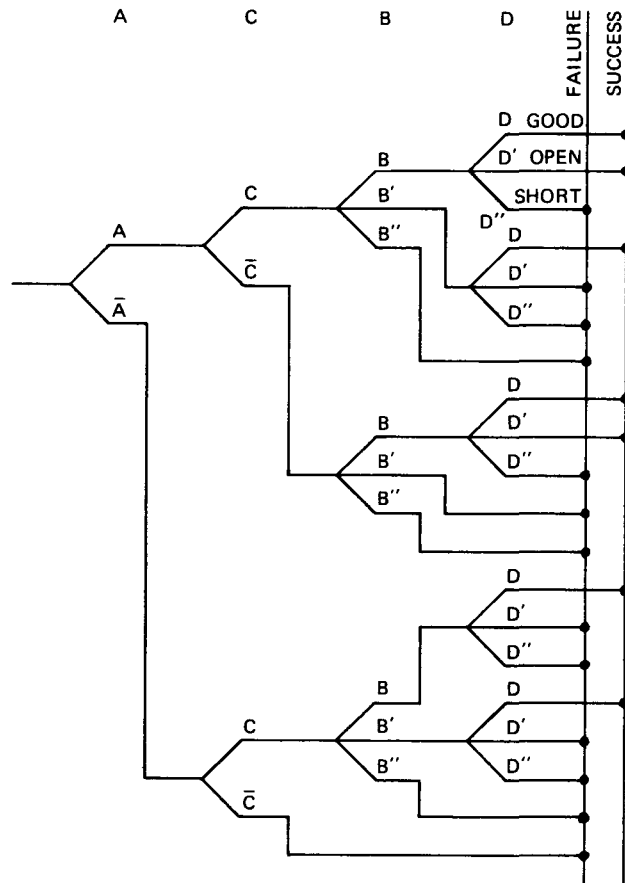 A C B D FAILURE SUCCESS
D GOOD
B D' OPEN
C B' SHORT
D''
A B'' D
C̅ D'
A̅ D''
D
B D'
B' D''
B''
D
D'
D''
B D
C B' D'
B'' D''
C̅